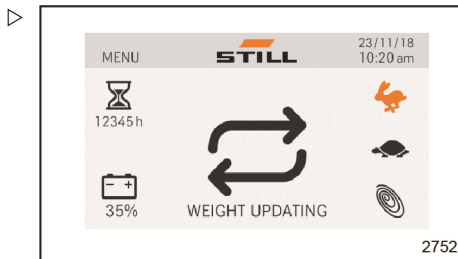 MENU
STILL
23/11/18
10:20 am
12345 h
35%
WEIGHT UPDATING
2752